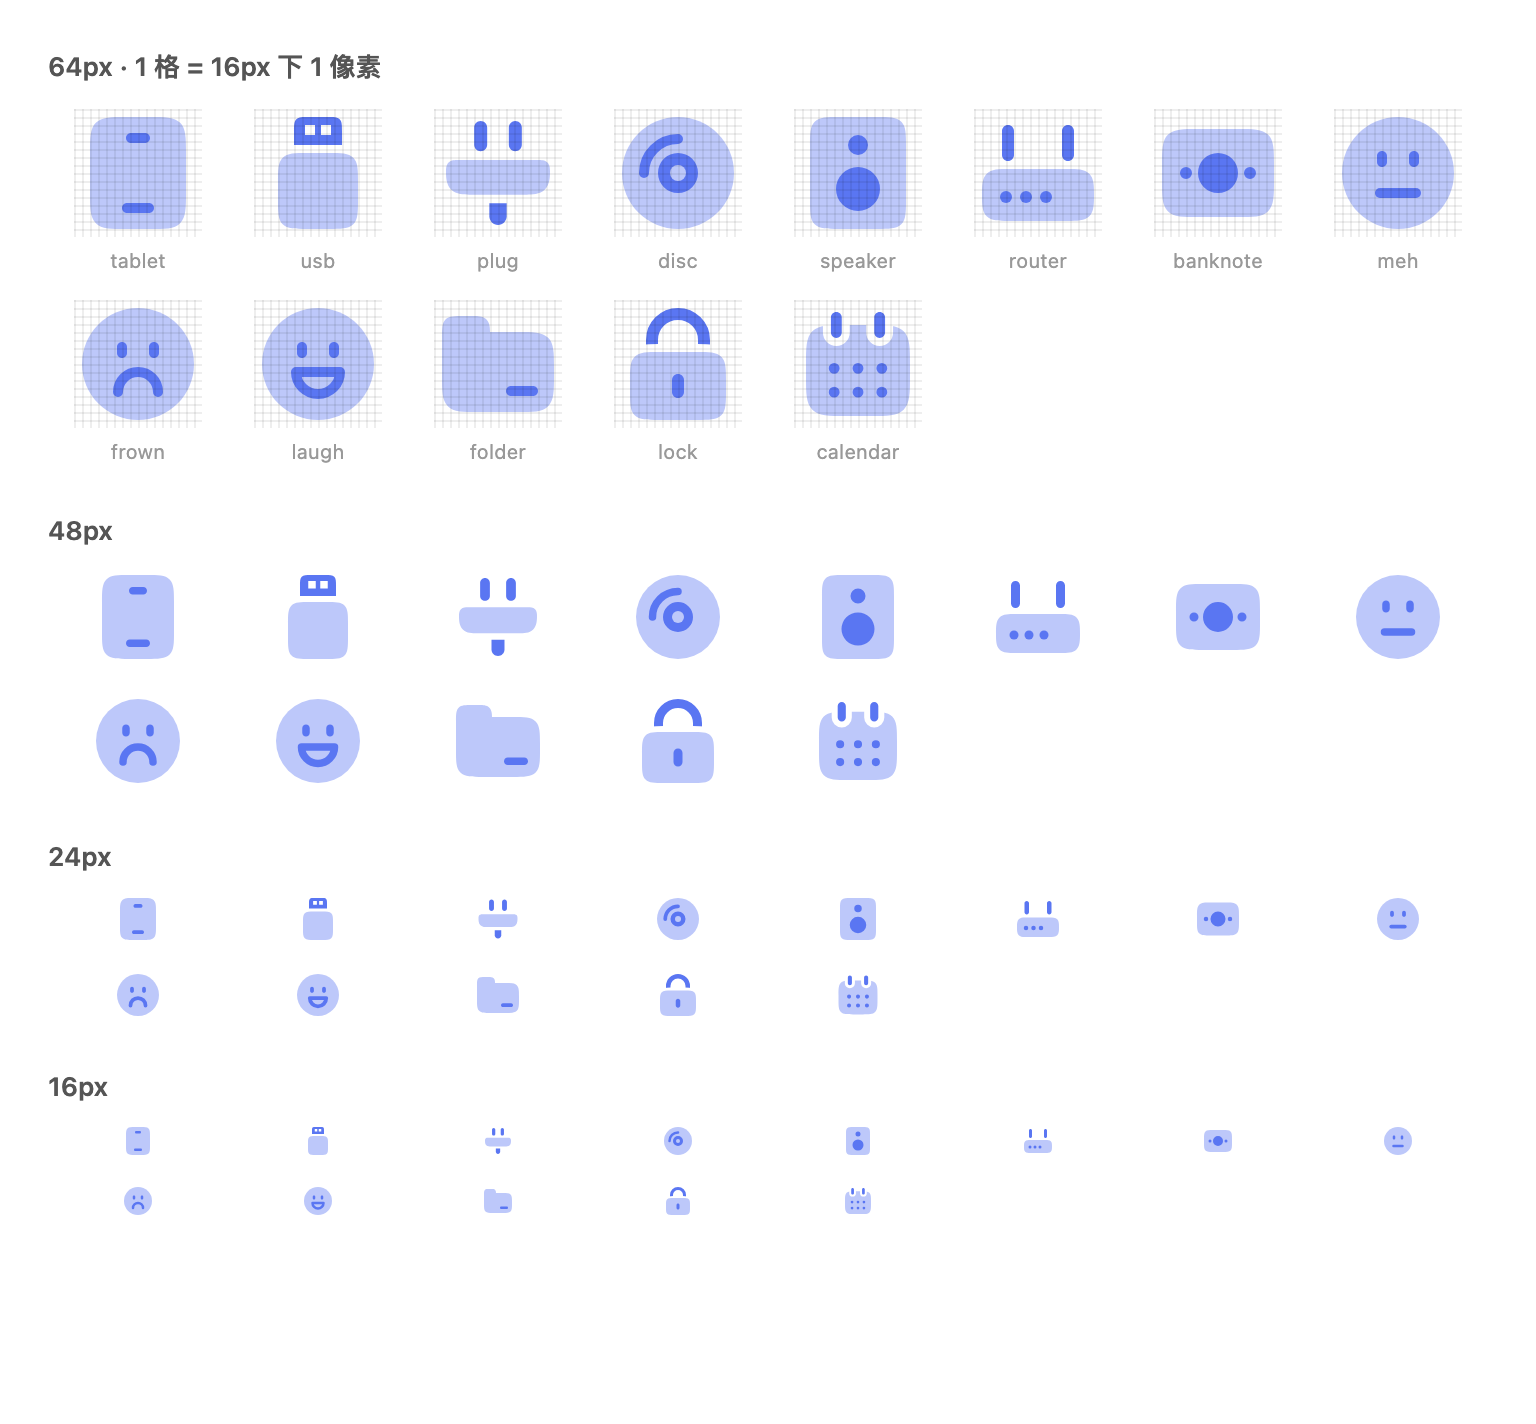 64px · 1 格 = 16px 下 1 像素
tablet usb plug disc speaker router banknote meh
frown laugh folder lock calendar
48px
24px
16px